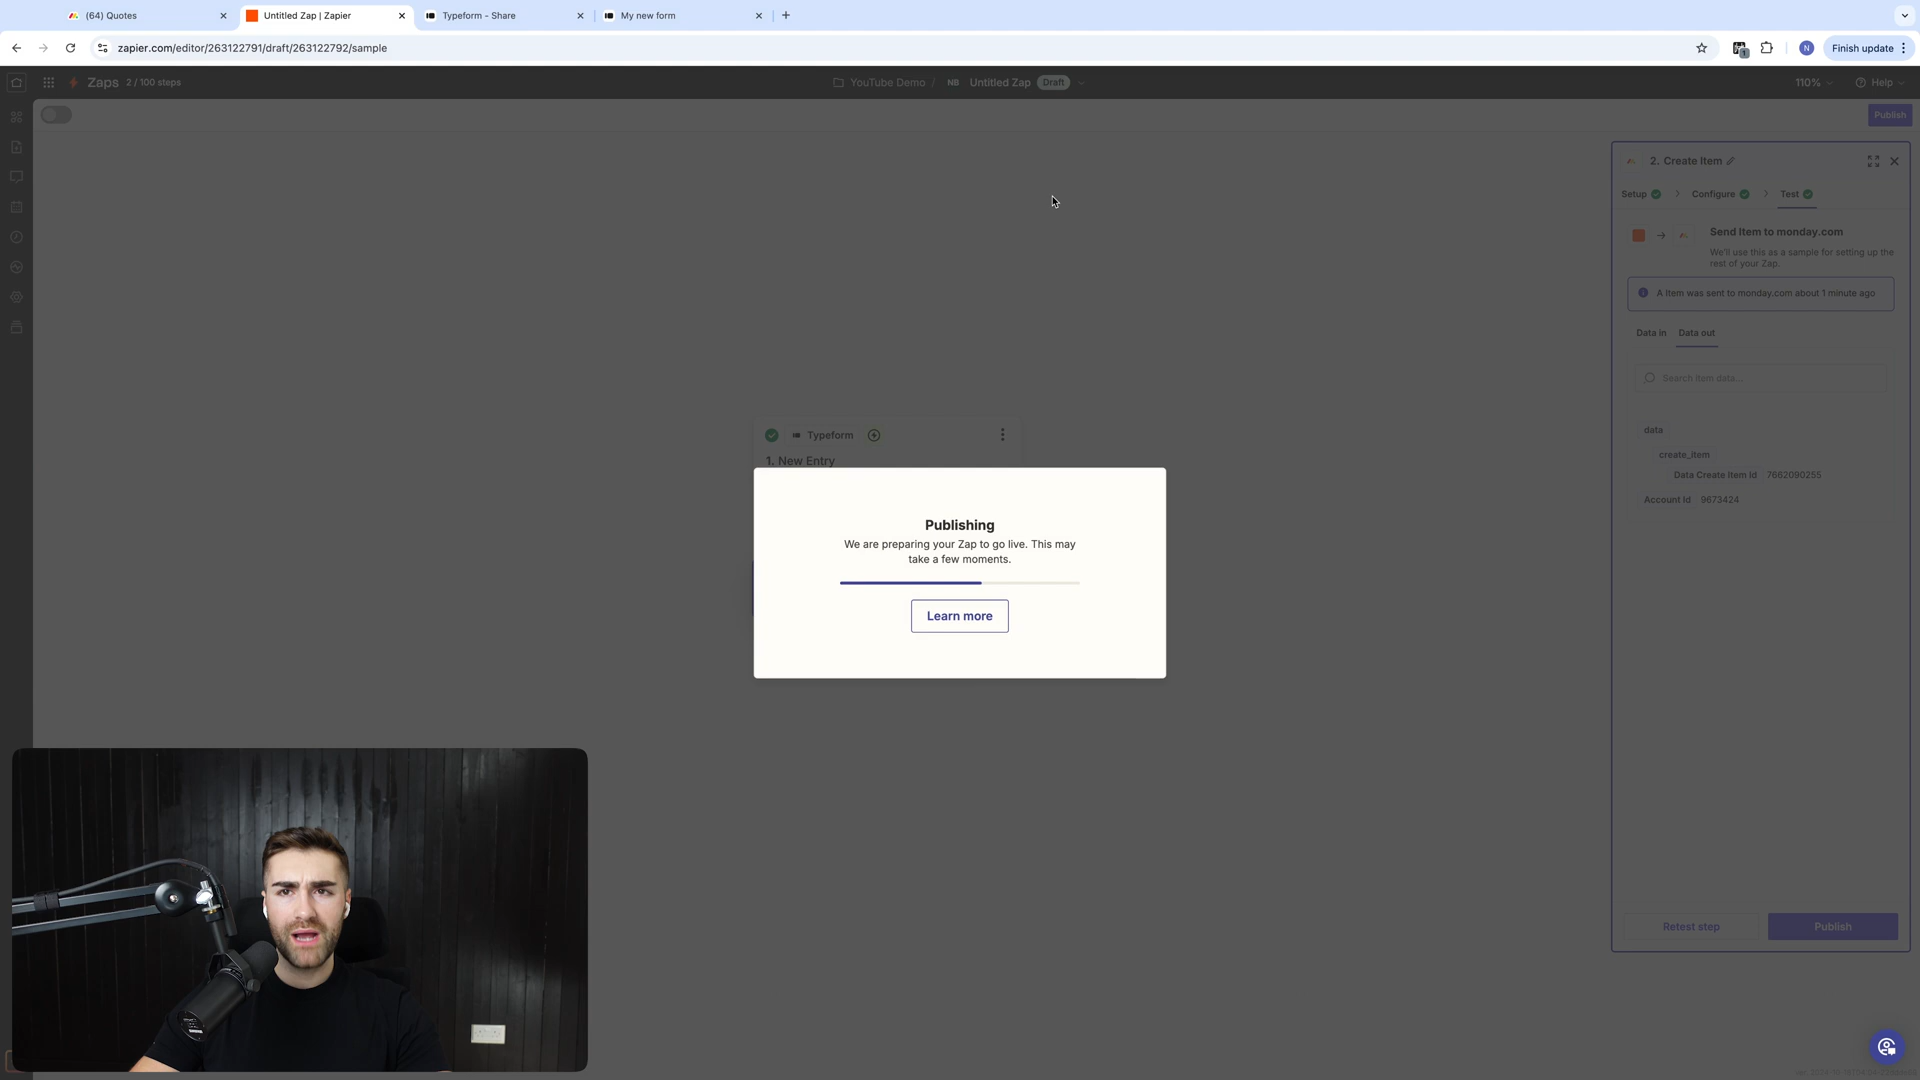 (64) Quotes
Untitled Zap | Zapier
Typeform - Share
My new form
zapier.com/editor/263122791/draft/263122792/sample
N
Finish update
Zaps
2 / 100 steps
YouTube Demo /
NB
Untitled Zap
Draft
110%
Help
Publish
2. Create Item
Setup
Configure
Test
Send Item to monday.com
We'll use this as a sample for setting up the
rest of your Zap.
A item was sent to monday.com about 1 minute ago
Data in
Data out
Search item data...
data
create_item
Data Create Item Id 7662090255
Account Id 9673424
Typeform
1. New Entry
Publishing
We are preparing your Zap to go live. This may
take a few moments.
Learn more
Retest step
Publish